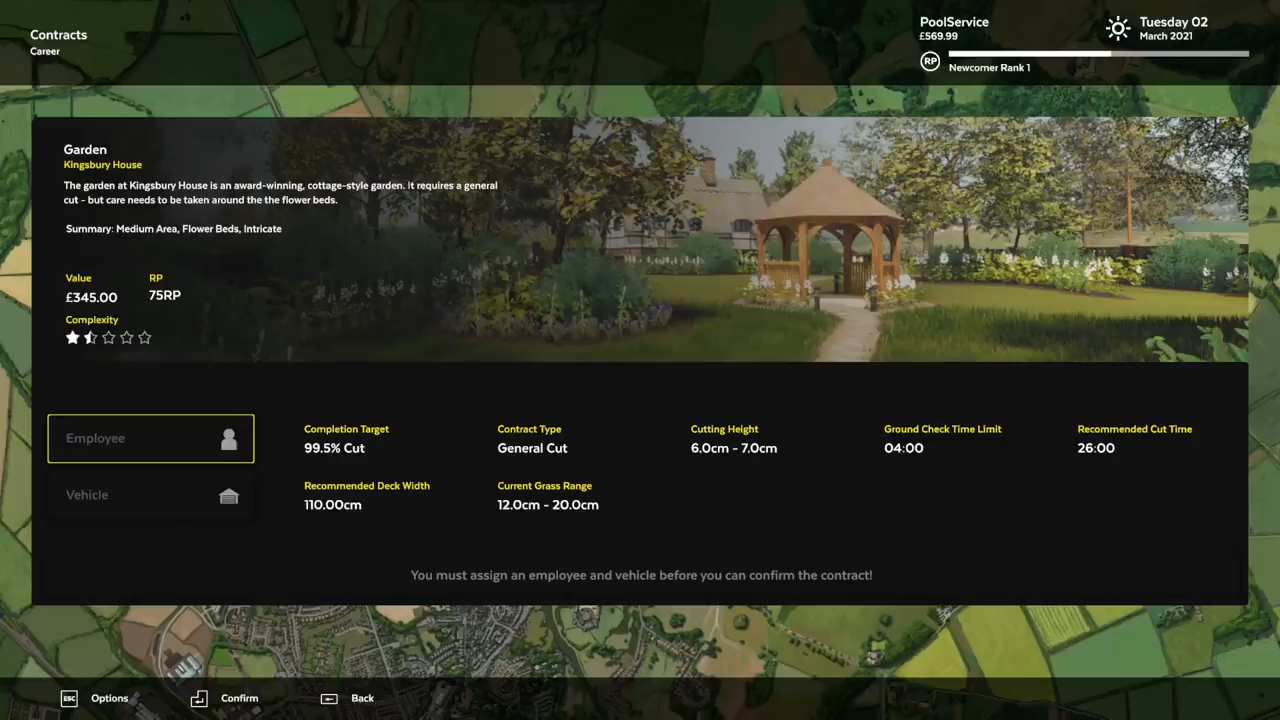 Contracts
Career
PoolService
£569.99
Tuesday 02
March 2021
RP
Newcomer Rank 1
Garden
Kingsbury House
The garden at Kingsbury House is an award-winning, cottage-style garden. It requires a general
cut - but care needs to be taken around the the flower beds.
Summary: Medium Area, Flower Beds, Intricate
Value
RP
£345.00
75RP
Complexity
Employee
Completion Target
Contract Type
Cutting Height
Ground Check Time Limit
Recommended Cut Time
99.5% Cut
General Cut
6.0cm - 7.0cm
04:00
26:00
Vehicle
Recommended Deck Width
Current Grass Range
110.00cm
12.0cm - 20.0cm
You must assign an employee and vehicle before you can confirm the contract!
ESC
Options
Confirm
Back